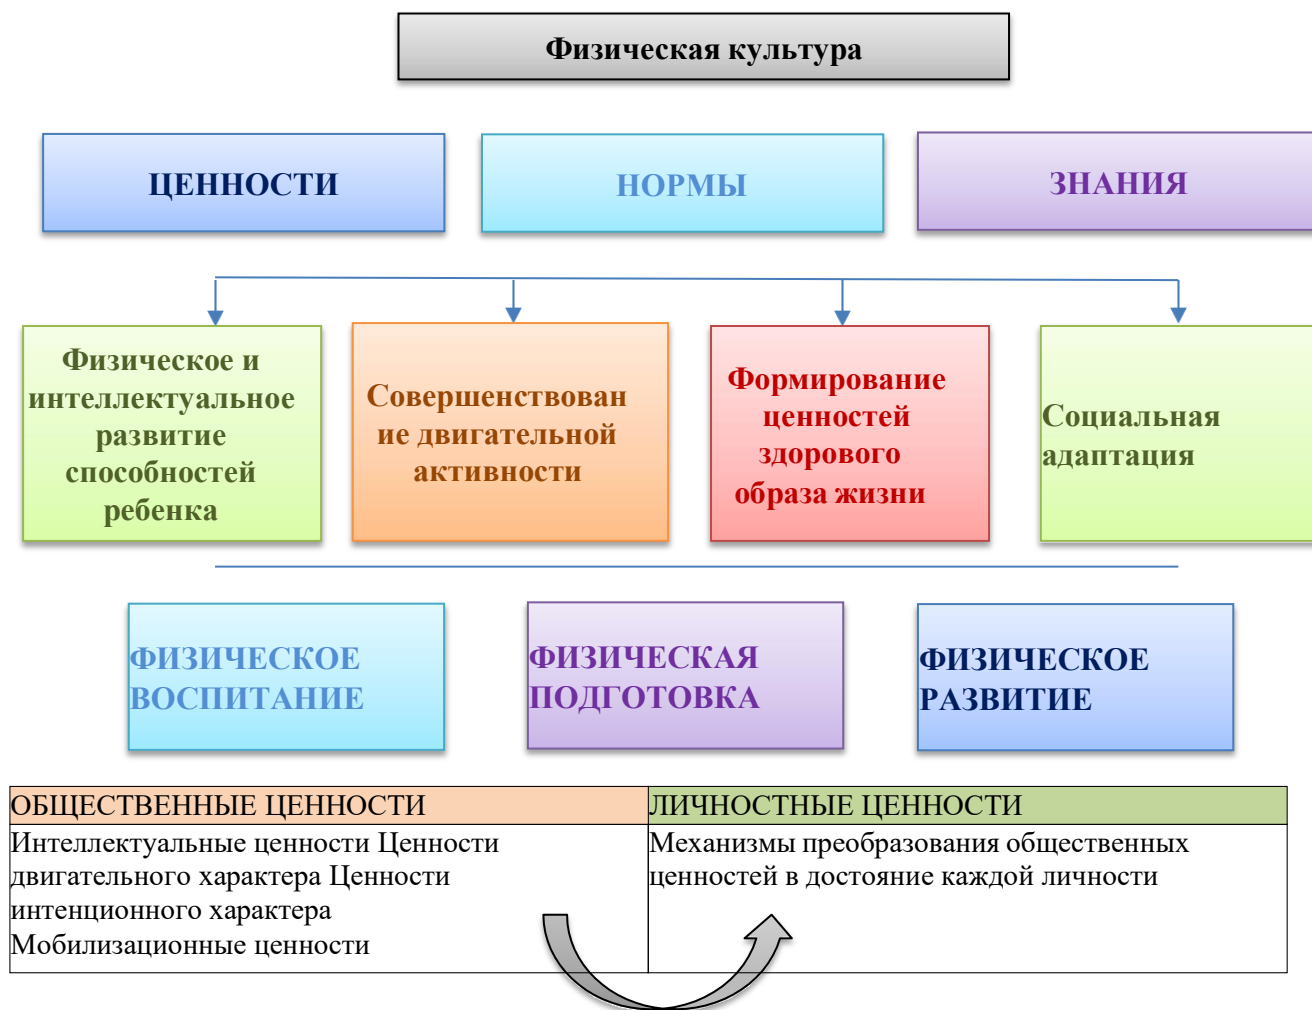 Физическая культура
ЦЕННОСТИ
НОРМЫ
ЗНАНИЯ
Физическое и
интеллектуальное
развитие
способностей
ребенка
Совершенствован
ие двигательной
активности
Формирование
ценностей
здорового
образа жизни
Социальная
адаптация
ФИЗИЧЕСКОЕ
ВОСПИТАНИЕ
ФИЗИЧЕСКАЯ
ПОДГОТОВКА
ФИЗИЧЕСКОЕ
РАЗВИТИЕ
ОБЩЕСТВЕННЫЕ ЦЕННОСТИ
Интеллектуальные ценности Ценности
двигательного характера Ценности
интенционного характера
Мобилизационные ценности
ЛИЧНОСТНЫЕ ЦЕННОСТИ
Механизмы преобразования общественных
ценностей в достояние каждой личности